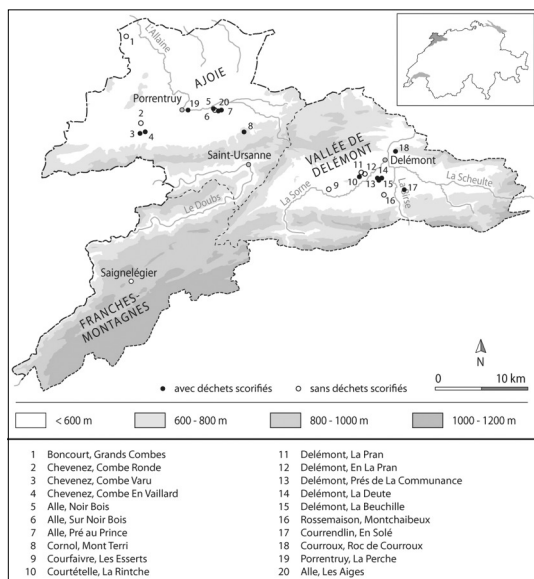 1
L'Allaine
AJOIE
Porrentruy
19
5
20
6
7
2
3
4
8
Saint-Ursanne
VALLÉE DE
DELÉMONT
18
Delémont
11
12
14
10
13
15
9
La Sorne
16
17
La Scheulte
Le Doubs
Saignelégier
FRANCHES-
MONTAGNES
N
avec déchets scorifiés
sans déchets scorifiés
0
10 km
< 600 m
600 - 800 m
800 - 1000 m
1000 - 1200 m
1 Boncourt, Grands Combes
2 Chevenez, Combe Ronde
3 Chevenez, Combe Varu
4 Chevenez, Combe En Vaillard
5 Alle, Noir Bois
6 Alle, Sur Noir Bois
7 Alle, Pré au Prince
8 Cornol, Mont Terri
9 Courfaivre, Les Esserts
10 Courtételle, La Rintche
11 Delémont, La Pran
12 Delémont, En La Pran
13 Delémont, Prés de La Communance
14 Delémont, La Deute
15 Delémont, La Beuchille
16 Rossemaison, Montchaibeux
17 Courrendlin, En Solé
18 Courroux, Roc de Courroux
19 Porrentruy, La Perche
20 Alle, Les Aiges